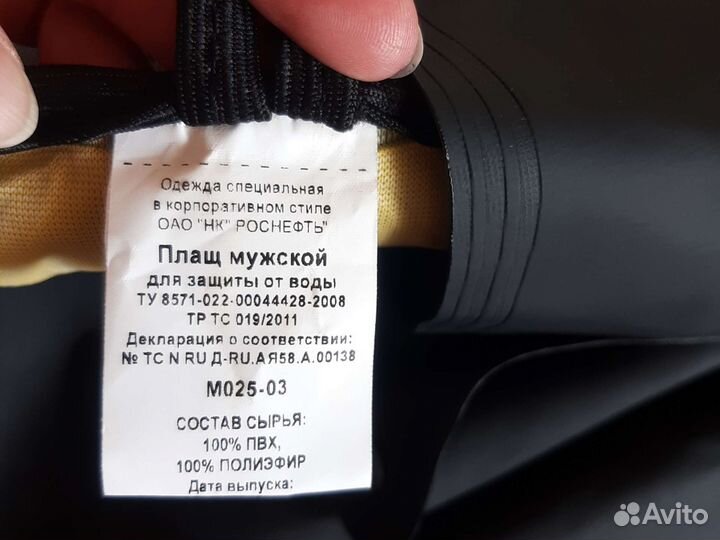 Одежда специальная
в корпоративном стиле
ОАО "НК" РОСНЕФТЬ"
Плащ мужской
для защиты от воды
ТУ 8571-022-00044428-2008
ТР ТС 019/2011
Декларация о соответствии:
№ ТС N RU Д-RU.АЯ58.А.00138
М025-03
СОСТАВ СЫРЬЯ:
100% ПВХ,
100% ПОЛИЭФИР
Дата выпуска:
Avito